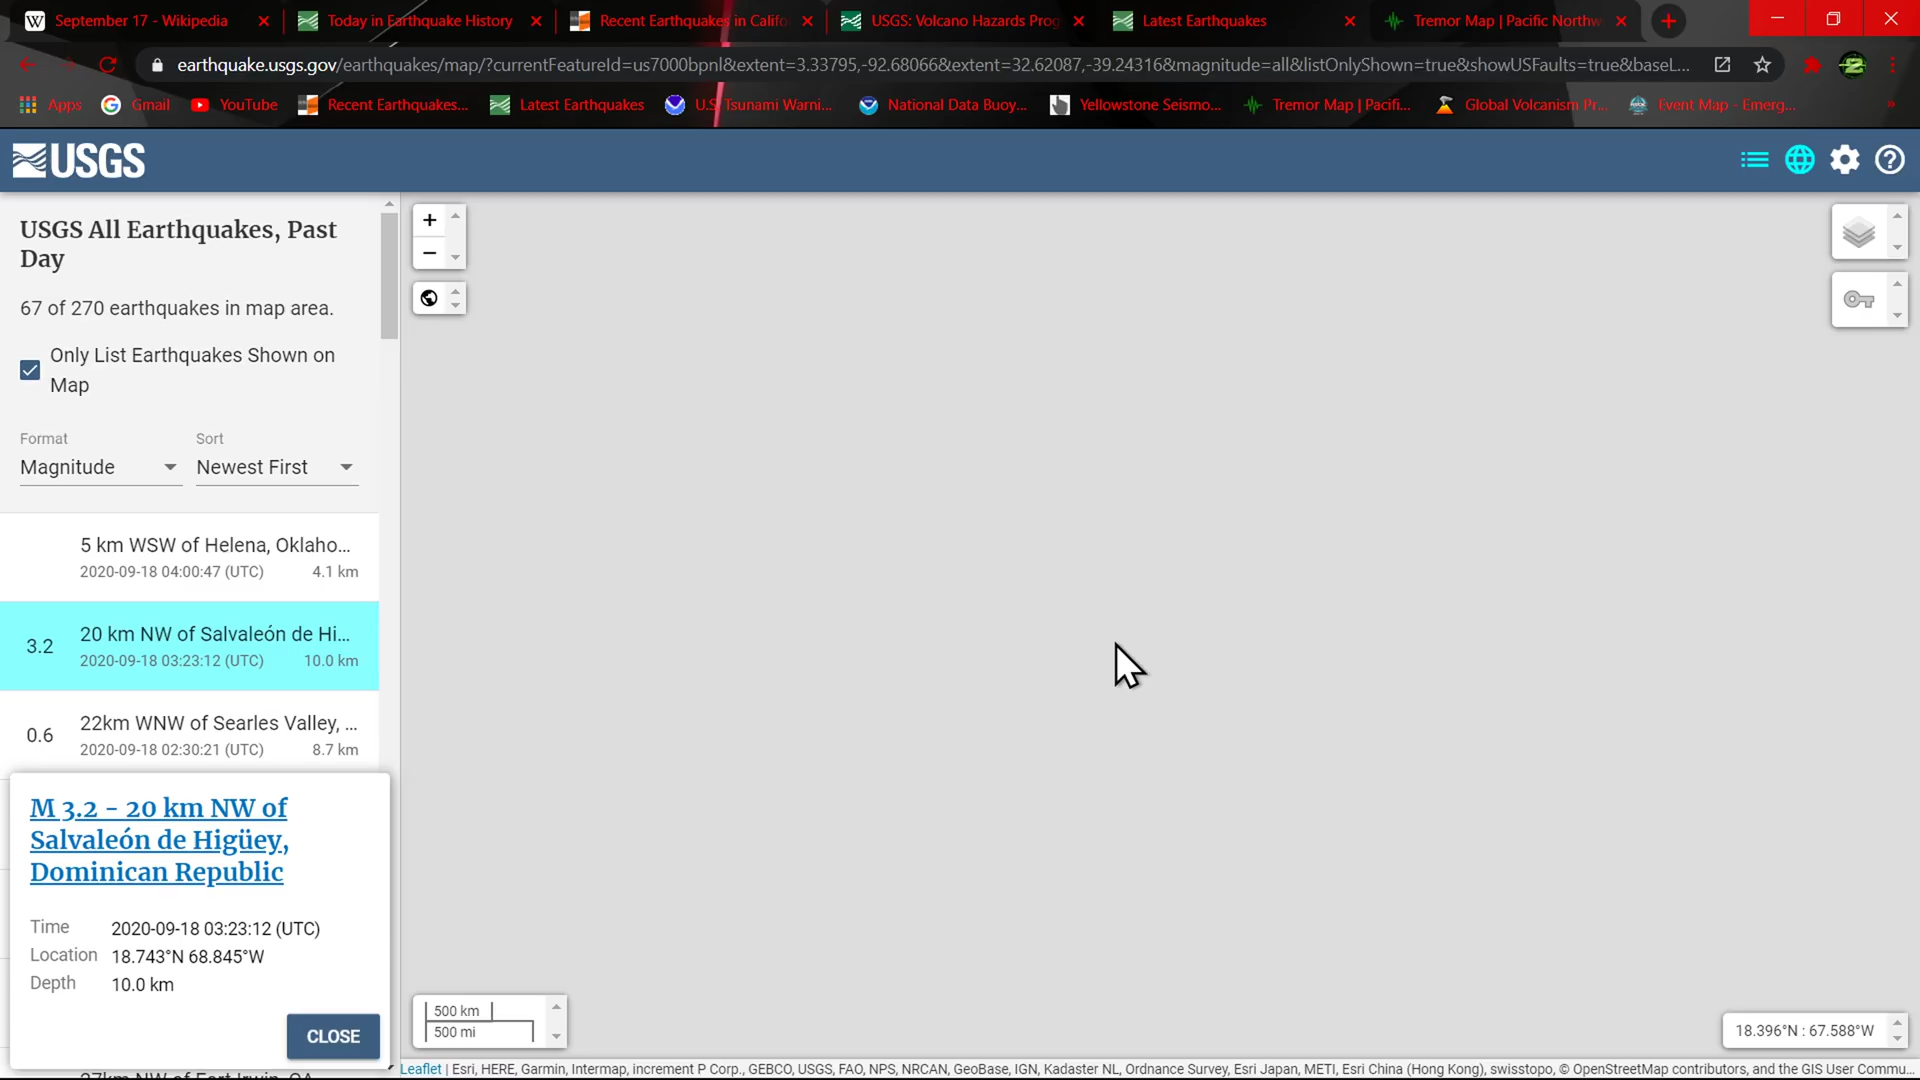 September 17 - Wikipedia
Today in Earthquake History
Recent Earthquakes in Califo
USGS: Volcano Hazards Prog
Latest Earthquakes
Tremor Map | Pacific Northw
earthquake.usgs.gov/earthquakes/map/?currentFeatureId=us7000bpnl&extent=3.33795,-92.68066&extent=32.62087,-39.24316&magnitude=all&listOnlyShown=true&showUSFaults=true&baseL...
Apps
Gmail
YouTube
Recent Earthquakes...
Latest Earthquakes
U.S. Tsunami Warni...
National Data Buoy...
Yellowstone Seismo...
Tremor Map | Pacifi...
Global Volcanism Pr...
Event Map - Emerg...
»
USGS
USGS All Earthquakes, Past
Day
67 of 270 earthquakes in map area.
Only List Earthquakes Shown on
Map
Format
Sort
Magnitude
Newest First
5 km WSW of Helena, Oklaho...
2020-09-18 04:00:47 (UTC) 4.1 km
3.2
20 km NW of Salvaleón de Hi...
2020-09-18 03:23:12 (UTC) 10.0 km
0.6
22km WNW of Searles Valley, ...
2020-09-18 02:30:21 (UTC) 8.7 km
M 3.2 - 20 km NW of
Salvaleón de Higüey,
Dominican Republic
Time 2020-09-18 03:23:12 (UTC)
Location 18.743°N 68.845°W
Depth 10.0 km
CLOSE
+
−
500 km
500 mi
18.396°N : 67.588°W
Leaflet | Esri, HERE, Garmin, Intermap, increment P Corp., GEBCO, USGS, FAO, NPS, NRCAN, GeoBase, IGN, Kadaster NL, Ordnance Survey, Esri Japan, METI, Esri China (Hong Kong), swisstopo, © OpenStreetMap contributors, and the GIS User Commu...